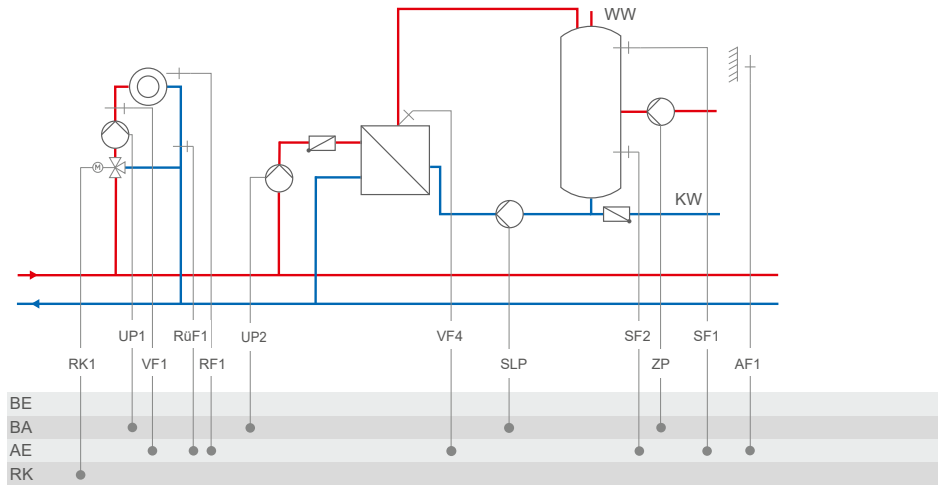 WW
M
KW
UP1
RüF1
UP2
VF4
SF2
SF1
RK1
VF1
RF1
SLP
ZP
AF1
BE
BA
AE
RK